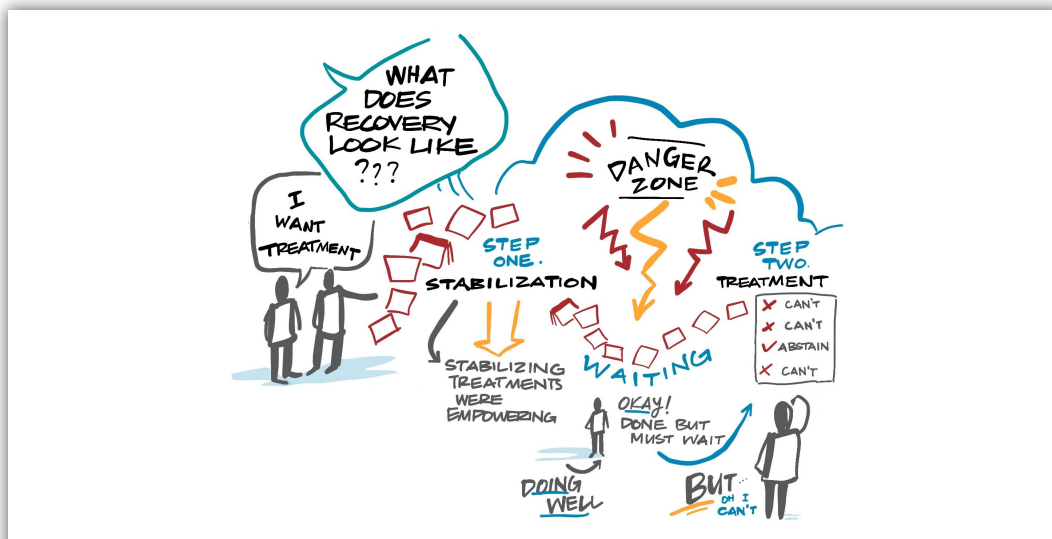 WHAT
DOES
RECOVERY
LOOK LIKE
???
I
WANT
TREATMENT
DANGER
ZONE
STEP
ONE.
STABILIZATION
STEP
TWO.
TREATMENT
X CAN'T
X CAN'T
✓ ABSTAIN
X CAN'T
STABILIZING
TREATMENTS
WERE
EMPOWERING
WAITING
OKAY!
DONE BUT
MUST WAIT
DOING
WELL
BUT...
OH I
CAN'T